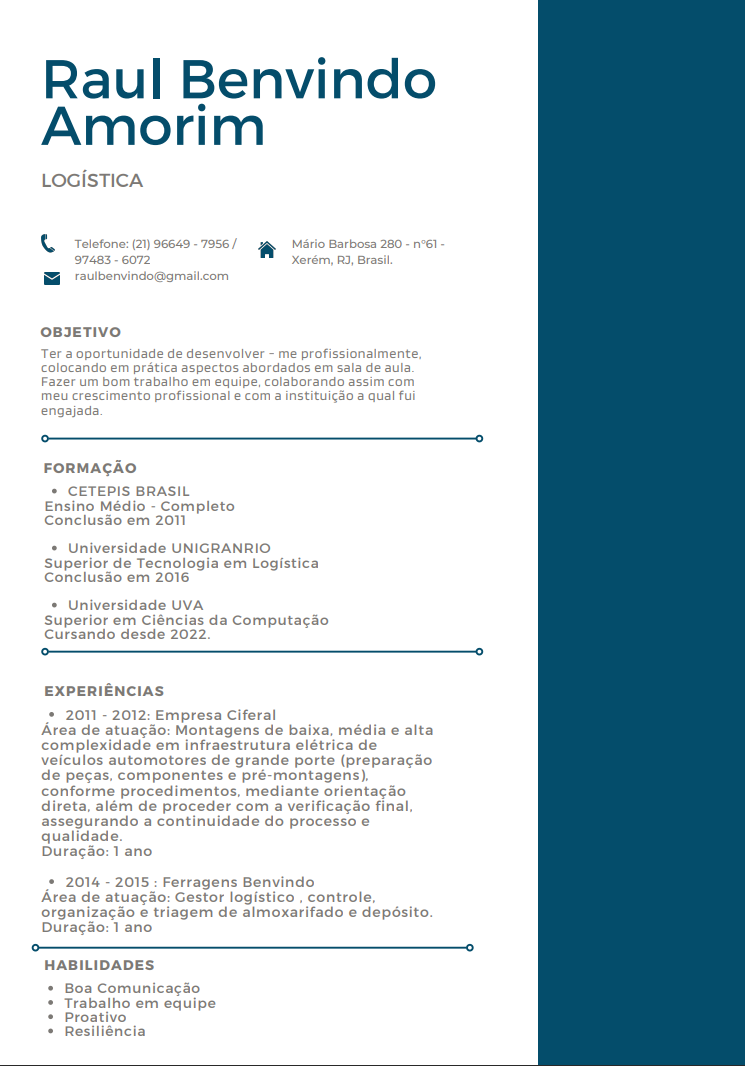 Raul Benvindo
Amorim
LOGÍSTICA
Telefone: (21) 96649 - 7956 /
97483 - 6072
raulbenvindo@gmail.com
Mário Barbosa 280 - n°61 -
Xerém, RJ, Brasil.
OBJETIVO
Ter a oportunidade de desenvolver - me profissionalmente,
colocando em prática aspectos abordados em sala de aula.
Fazer um bom trabalho em equipe, colaborando assim com
meu crescimento profissional e com a instituição a qual fui
engajada.
FORMAÇÃO
• CETEPIS BRASIL
Ensino Médio - Completo
Conclusão em 2011
• Universidade UNIGRANRIO
Superior de Tecnologia em Logística
Conclusão em 2016
• Universidade UVA
Superior em Ciências da Computação
Cursando desde 2022.
EXPERIÊNCIAS
• 2011 - 2012: Empresa Ciferal
Área de atuação: Montagens de baixa, média e alta
complexidade em infraestrutura elétrica de
veículos automotores de grande porte (preparação
de peças, componentes e pré-montagens),
conforme procedimentos, mediante orientação
direta, além de proceder com a verificação final,
assegurando a continuidade do processo e
qualidade.
Duração: 1 ano
• 2014 - 2015 : Ferragens Benvindo
Área de atuação: Gestor logístico , controle,
organização e triagem de almoxarifado e depósito.
Duração: 1 ano
HABILIDADES
• Boa Comunicação
• Trabalho em equipe
• Proativo
• Resiliência